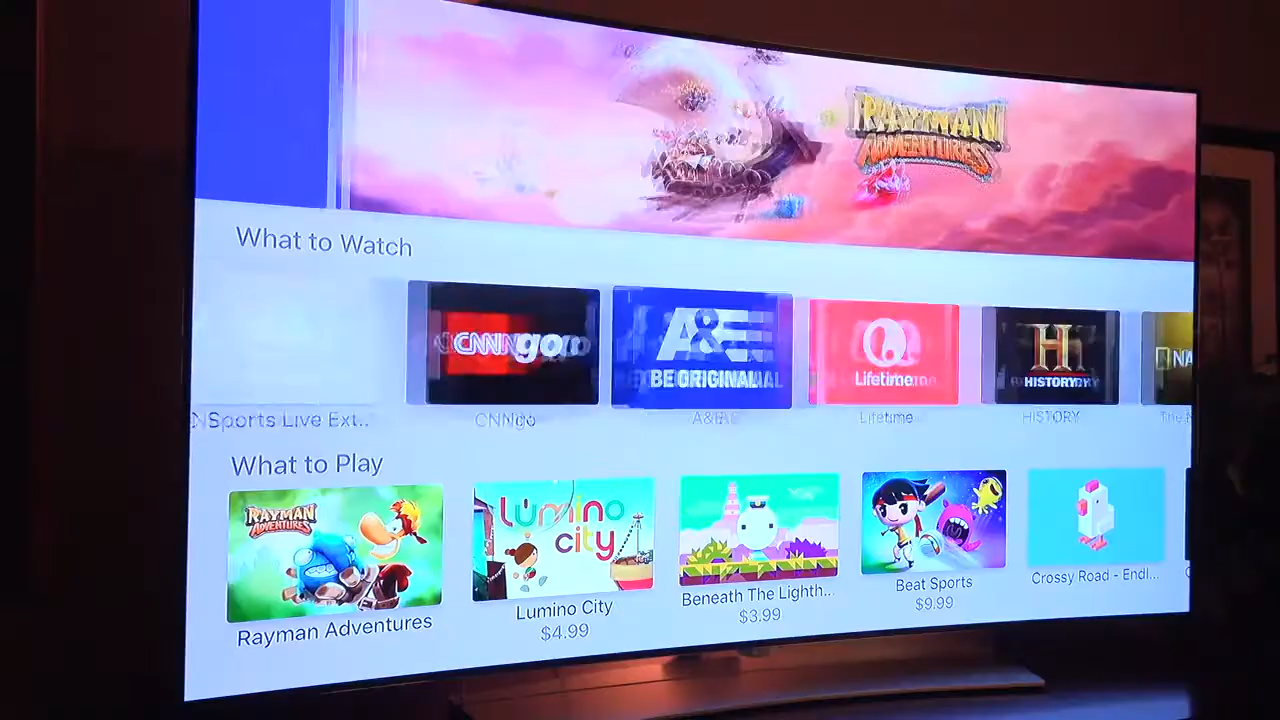 RAYMAN
ADVENTURES
What to Watch
CNNgo
A&E
BE ORIGINAL
Lifetime
H
HISTORY
NA
Sports Live Ext..
CNNgo
A&E
Lifetime
HISTORY
The
What to Play
RAYMAN
ADVENTURES
Lumino
city
Rayman Adventures
Lumino City
$4.99
Beneath The Lighth...
$3.99
Beat Sports
$9.99
Crossy Road - Endl...